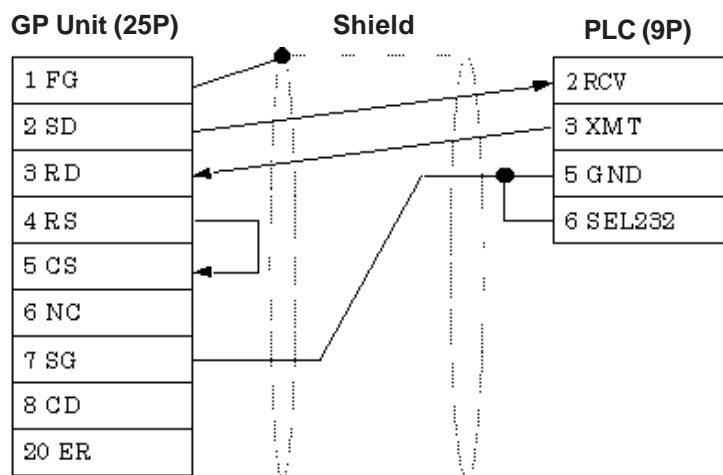 GP Unit (25P)
Shield
PLC (9P)
1 FG
2 SD
3 RD
4 RS
5 CS
6 NC
7 SG
8 CD
20 ER
2 RCV
3 XMT
5 GND
6 SEL232